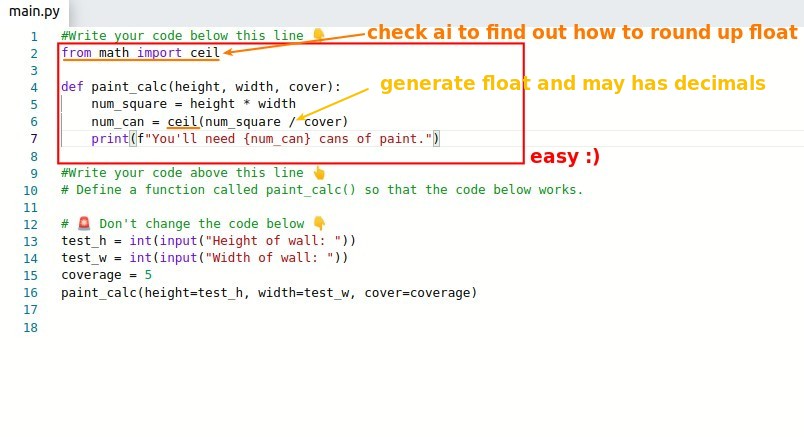 main.py
1 #Write your code below this line 👇
check ai to find out how to round up float
2 from math import ceil
3
4 def paint_calc(height, width, cover):
generate float and may has decimals
5 num_square = height * width
6 num_can = ceil(num_square / cover)
7 print(f"You'll need {num_can} cans of paint.")
8
easy :)
9 #Write your code above this line 👆
10 # Define a function called paint_calc() so that the code below works.
11
12 # 🚨 Don't change the code below 👇
13 test_h = int(input("Height of wall: "))
14 test_w = int(input("Width of wall: "))
15 coverage = 5
16 paint_calc(height=test_h, width=test_w, cover=coverage)
17
18